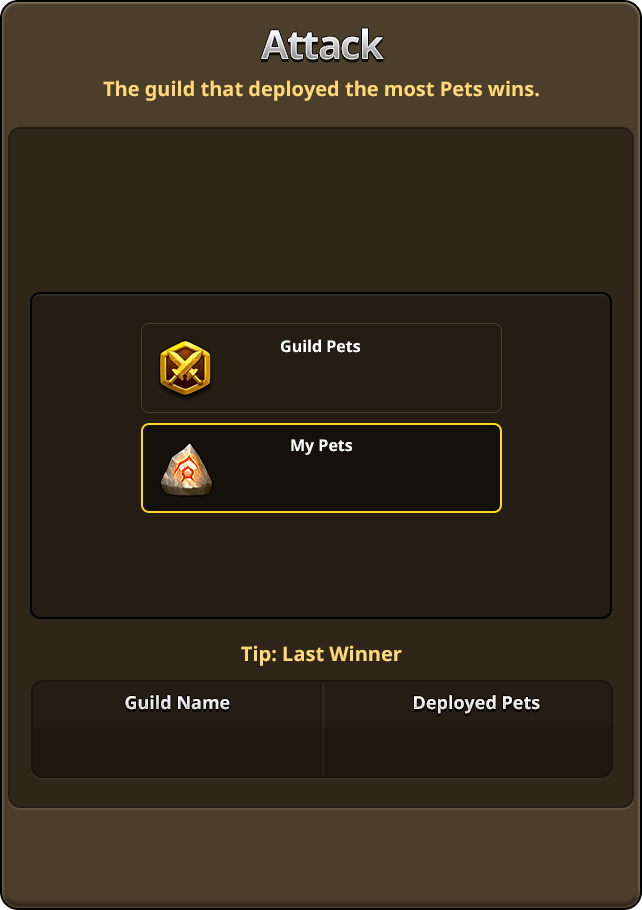 Attack
The guild that deployed the most Pets wins.
Guild Pets
My Pets
Tip: Last Winner
Guild Name
Deployed Pets